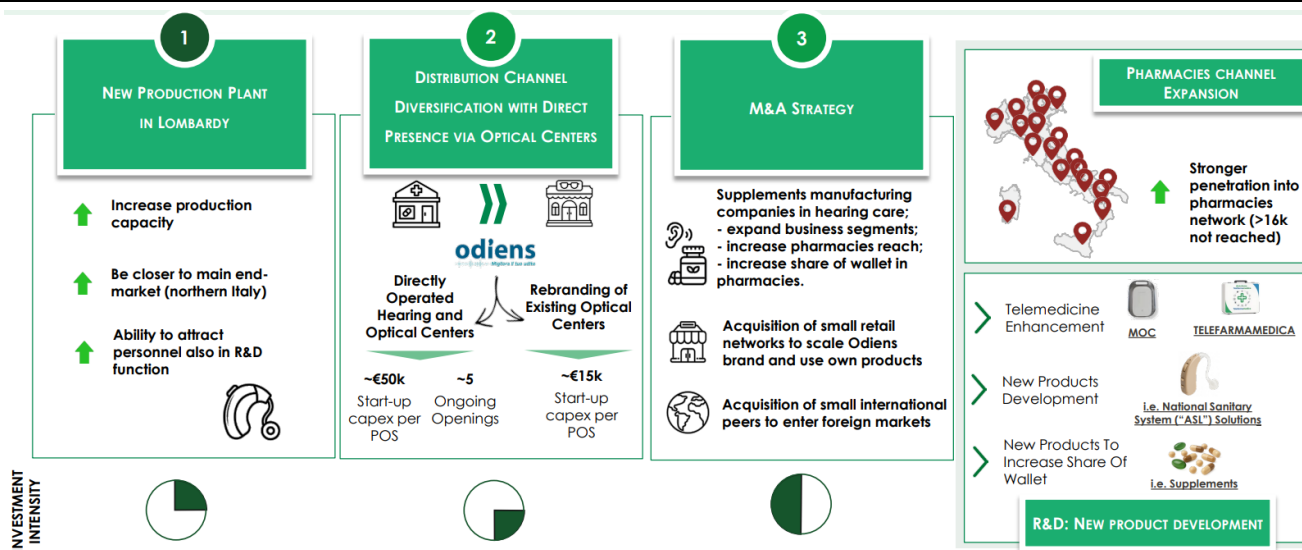 1
NEW PRODUCTION PLANT
IN LOMBARDY
Increase production
capacity
Be closer to main end-
market (northern Italy)
Ability to attract
personnel also in R&D
function
2
DISTRIBUTION CHANNEL
DIVERSIFICATION WITH DIRECT
PRESENCE VIA OPTICAL CENTERS
odiens
Migliora il tuo udito
Directly
Operated
Hearing and
Optical Centers
Rebranding of
Existing Optical
Centers
~€50k
Start-up
capex per
POS
~5
Ongoing
Openings
~€15k
Start-up
capex per
POS
3
M&A STRATEGY
Supplements manufacturing
companies in hearing care;
- expand business segments;
- increase pharmacies reach;
- increase share of wallet in
pharmacies.
Acquisition of small retail
networks to scale Odiens
brand and use own products
Acquisition of small international
peers to enter foreign markets
NVESTMENT
INTENSITY
PHARMACIES CHANNEL
EXPANSION
Stronger
penetration into
pharmacies
network (>16k
not reached)
Telemedicine
Enhancement
MOC
TELEFARMAMEDICA
New Products
Development
i.e. National Sanitary
System ("ASL") Solutions
New Products To
Increase Share Of
Wallet
i.e. Supplements
R&D: NEW PRODUCT DEVELOPMENT